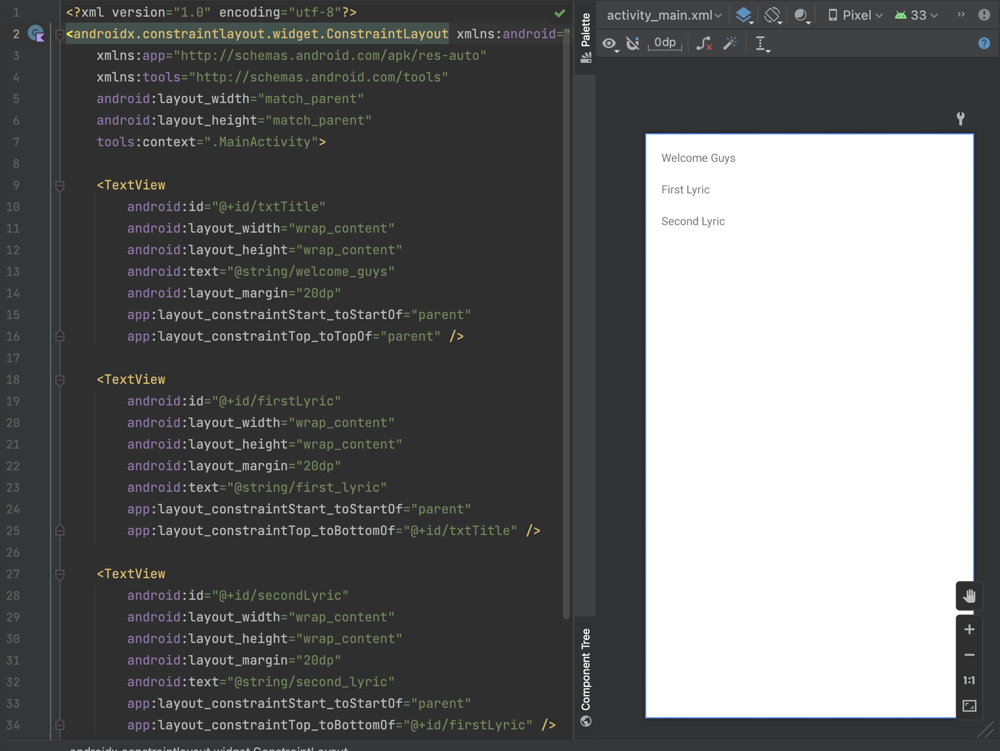 1 <?xml version="1.0" encoding="utf-8"?>
2 <androidx.constraintlayout.widget.ConstraintLayout xmlns:android="
3 xmlns:app="http://schemas.android.com/apk/res-auto"
4 xmlns:tools="http://schemas.android.com/tools"
5 android:layout_width="match_parent"
6 android:layout_height="match_parent"
7 tools:context=".MainActivity">
8
9 <TextView
10 android:id="@+id/txtTitle"
11 android:layout_width="wrap_content"
12 android:layout_height="wrap_content"
13 android:text="@string/welcome_guys"
14 android:layout_margin="20dp"
15 app:layout_constraintStart_toStartOf="parent"
16 app:layout_constraintTop_toTopOf="parent" />
17
18 <TextView
19 android:id="@+id/firstLyric"
20 android:layout_width="wrap_content"
21 android:layout_height="wrap_content"
22 android:layout_margin="20dp"
23 android:text="@string/first_lyric"
24 app:layout_constraintStart_toStartOf="parent"
25 app:layout_constraintTop_toBottomOf="@+id/txtTitle" />
26
27 <TextView
28 android:id="@+id/secondLyric"
29 android:layout_width="wrap_content"
30 android:layout_height="wrap_content"
31 android:layout_margin="20dp"
32 android:text="@string/second_lyric"
33 app:layout_constraintStart_toStartOf="parent"
34 app:layout_constraintTop_toBottomOf="@+id/firstLyric" />
androidx.constraintlayout.widget.ConstraintLayout
Palette
Component Tree
activity_main.xml Pixel 33
0dp
Welcome Guys
First Lyric
Second Lyric
1:1